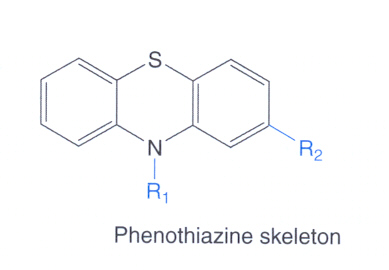 S
N
R₂
R₁
Phenothiazine skeleton